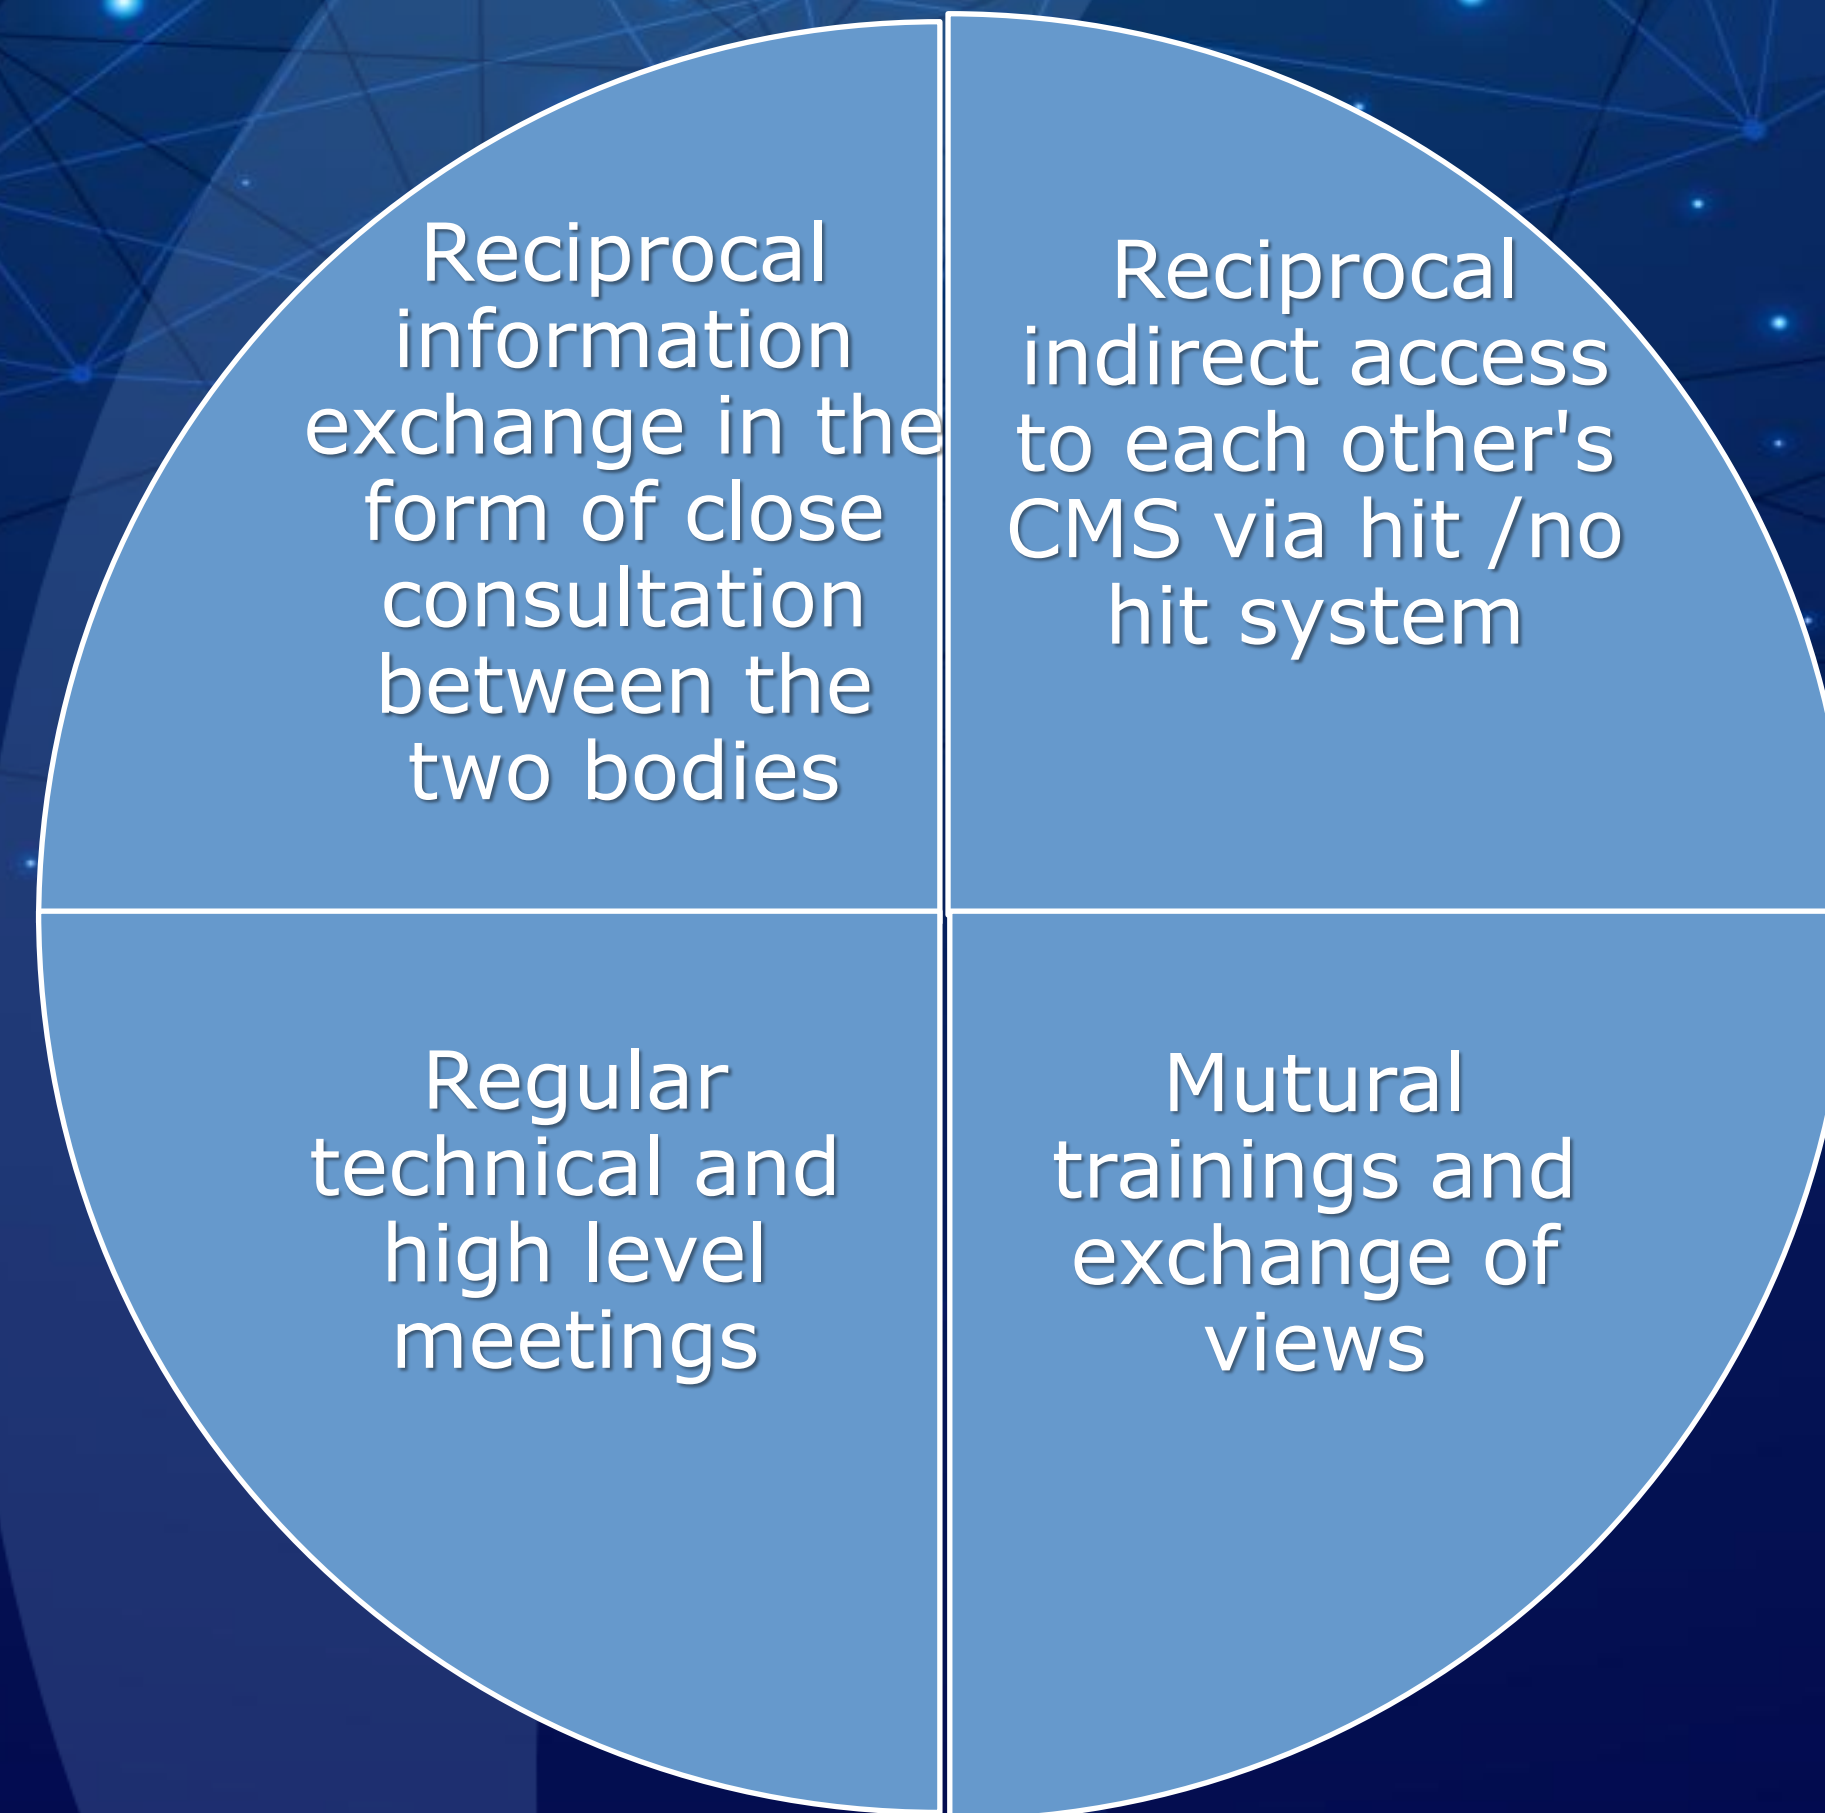 Reciprocal
information
exchange in the
form of close
consultation
between the
two bodies
Reciprocal
indirect access
to each other's
CMS via hit /no
hit system
Regular
technical and
high level
meetings
Mutural
trainings and
exchange of
views